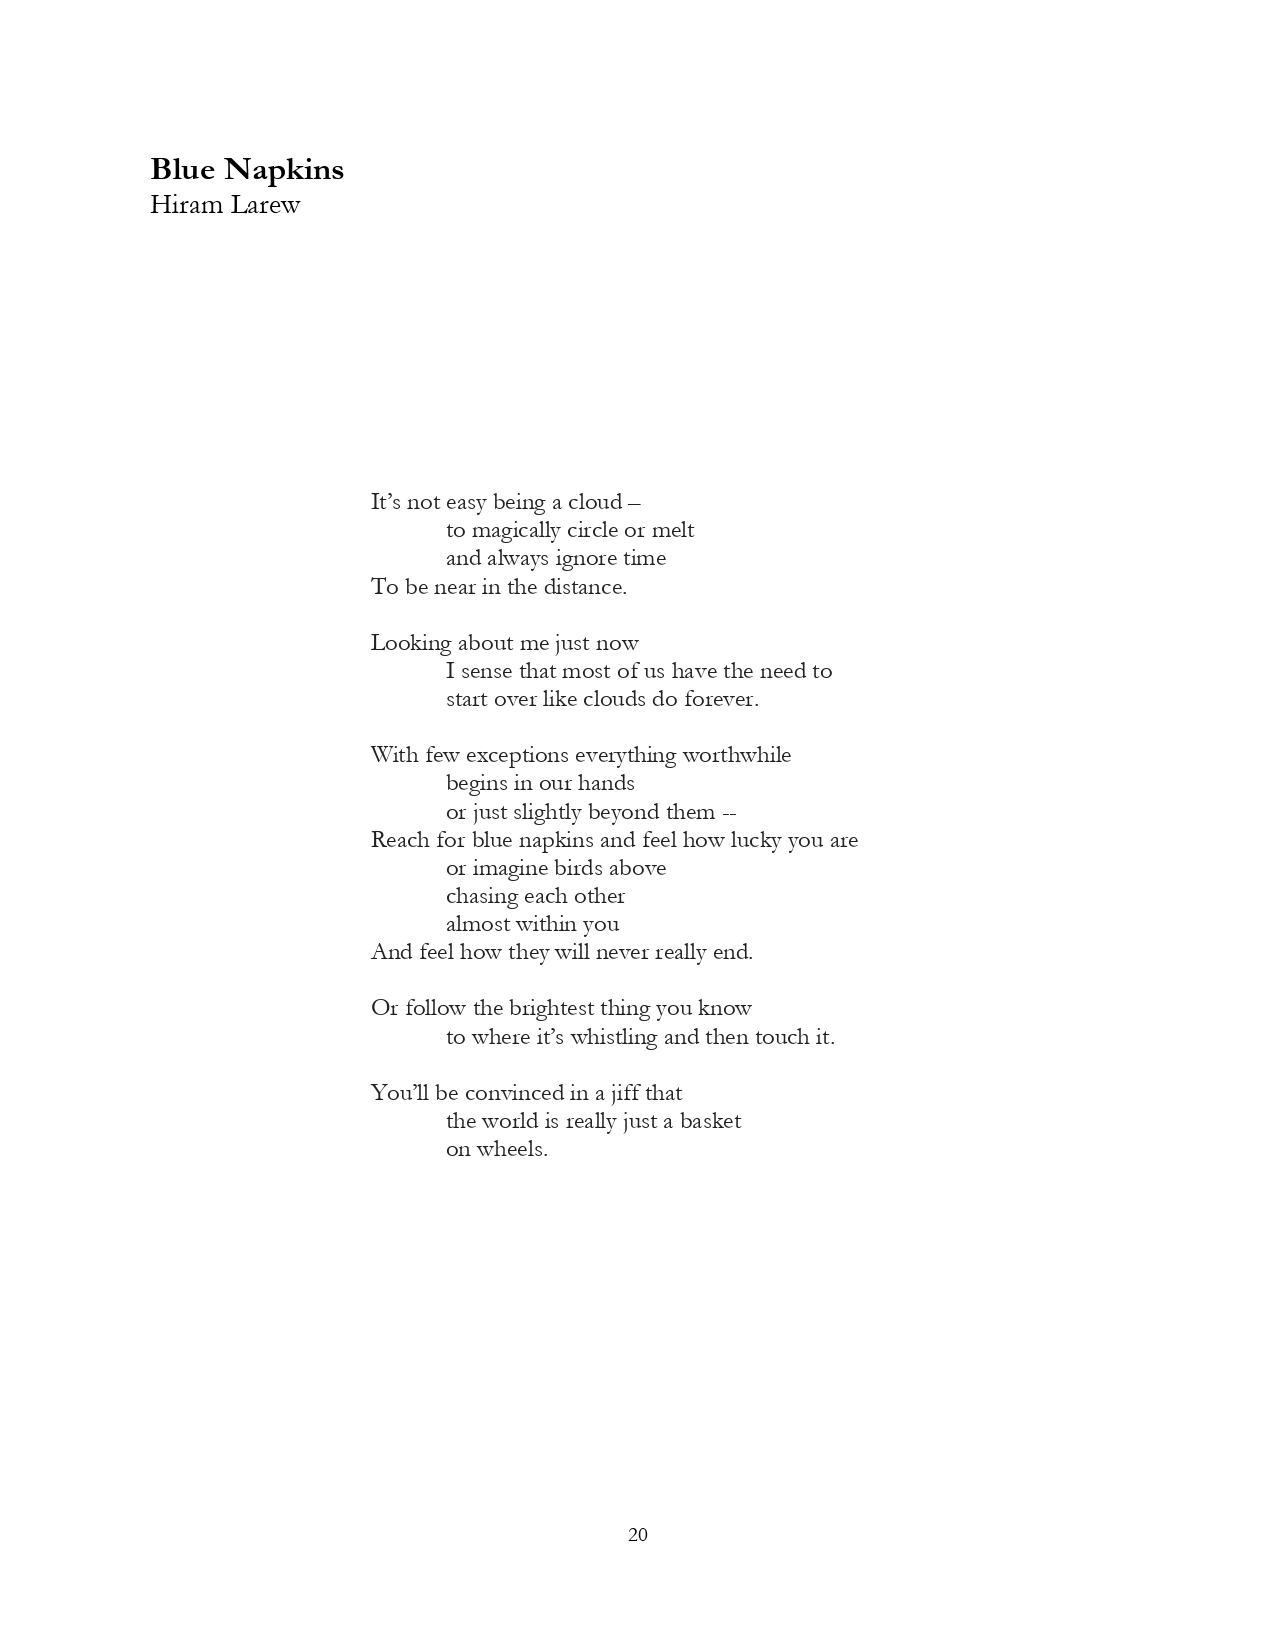 Blue Napkins
Hiram Larew
It’s not easy being a cloud –
to magically circle or melt
and always ignore time
To be near in the distance.
Looking about me just now
I sense that most of us have the need to
start over like clouds do forever.
With few exceptions everything worthwhile
begins in our hands
or just slightly beyond them --
Reach for blue napkins and feel how lucky you are
or imagine birds above
chasing each other
almost within you
And feel how they will never really end.
Or follow the brightest thing you know
to where it’s whistling and then touch it.
You’ll be convinced in a jiff that
the world is really just a basket
on wheels.
20